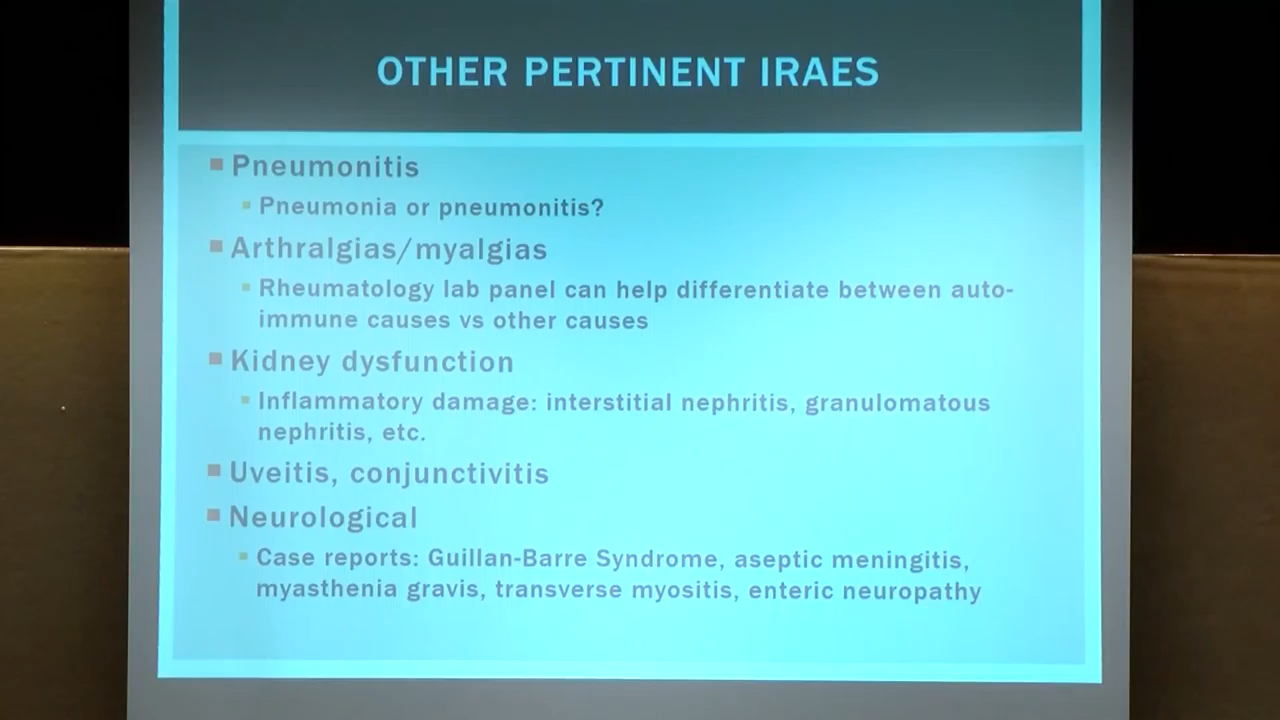 OTHER PERTINENT IRAES
Pneumonitis
Pneumonia or pneumonitis?
Arthralgias/myalgias
Rheumatology lab panel can help differentiate between auto-
immune causes vs other causes
Kidney dysfunction
Inflammatory damage: interstitial nephritis, granulomatous
nephritis, etc.
Uveitis, conjunctivitis
Neurological
Case reports: Guillan-Barre Syndrome, aseptic meningitis,
myasthenia gravis, transverse myositis, enteric neuropathy